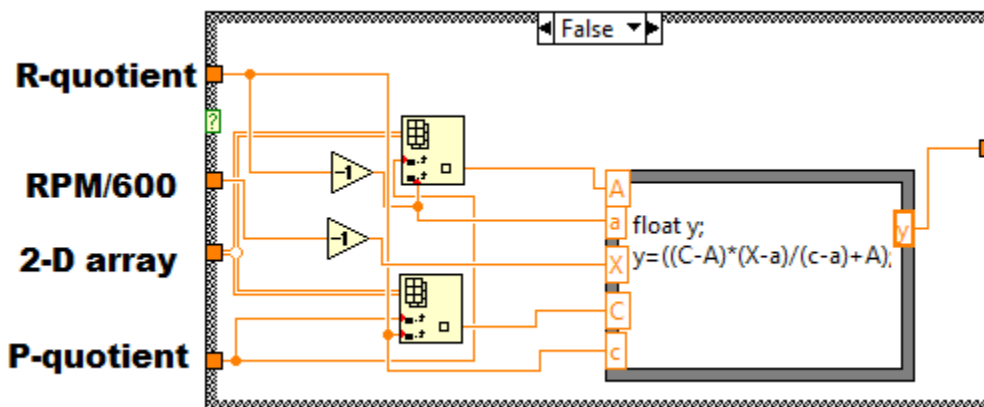 False
R-quotient
?
RPM/600
2-D array
P-quotient
-1
-1
A
a
X
C
c
float y;
y=((C-A)*(X-a)/(c-a)+A);
y